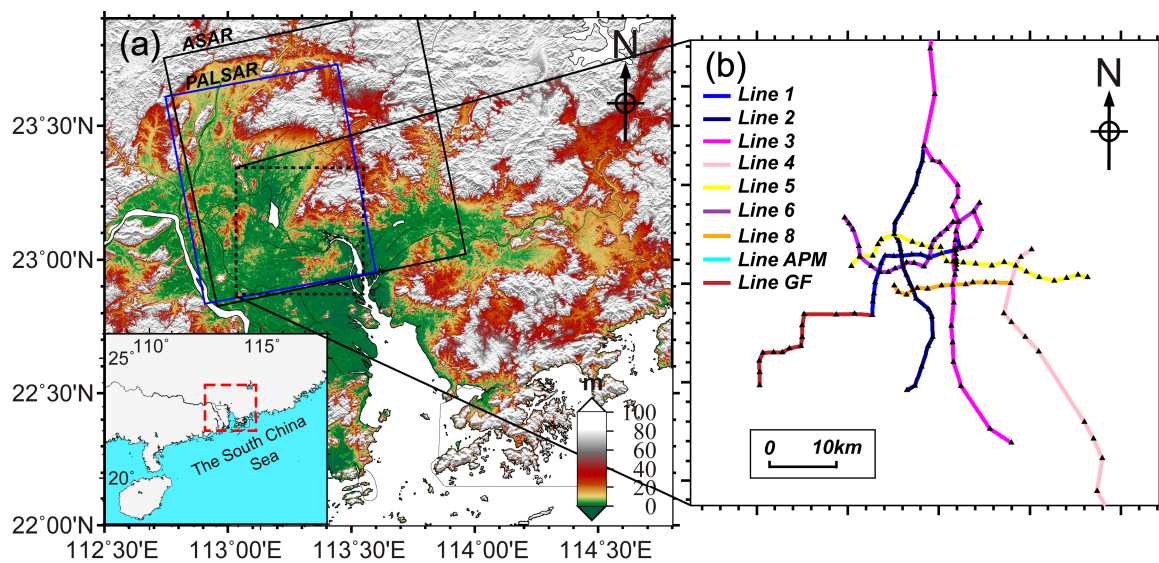 (a)
ASAR
PALSAR
N
23°30'N
23°00'N
22°30'N
22°00'N
112°30'E
113°00'E
113°30'E
114°00'E
114°30'E
110°
115°
25°
20°
The South China
Sea
m
100
80
60
40
20
0
(b)
N
Line 1
Line 2
Line 3
Line 4
Line 5
Line 6
Line 8
Line APM
Line GF
0
10km